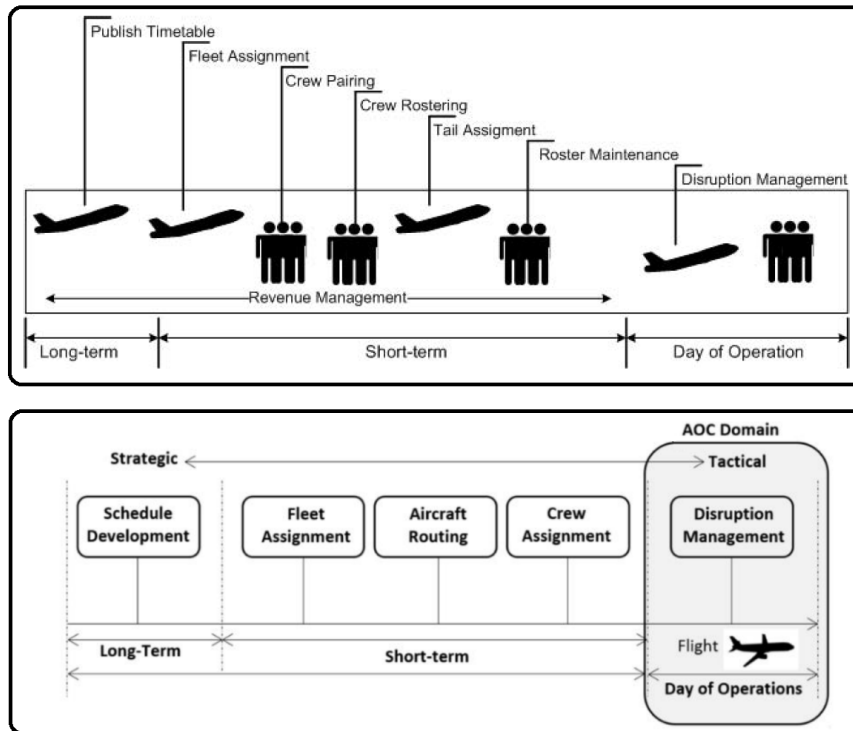 Publish Timetable
Fleet Assignment
Crew Pairing
Crew Rostering
Tail Assigment
Roster Maintenance
Disruption Management
Revenue Management
Long-term
Short-term
Day of Operation
AOC Domain
Strategic
Tactical
Schedule
Development
Fleet
Assignment
Aircraft
Routing
Crew
Assignment
Disruption
Management
Long-Term
Short-term
Flight
Day of Operations